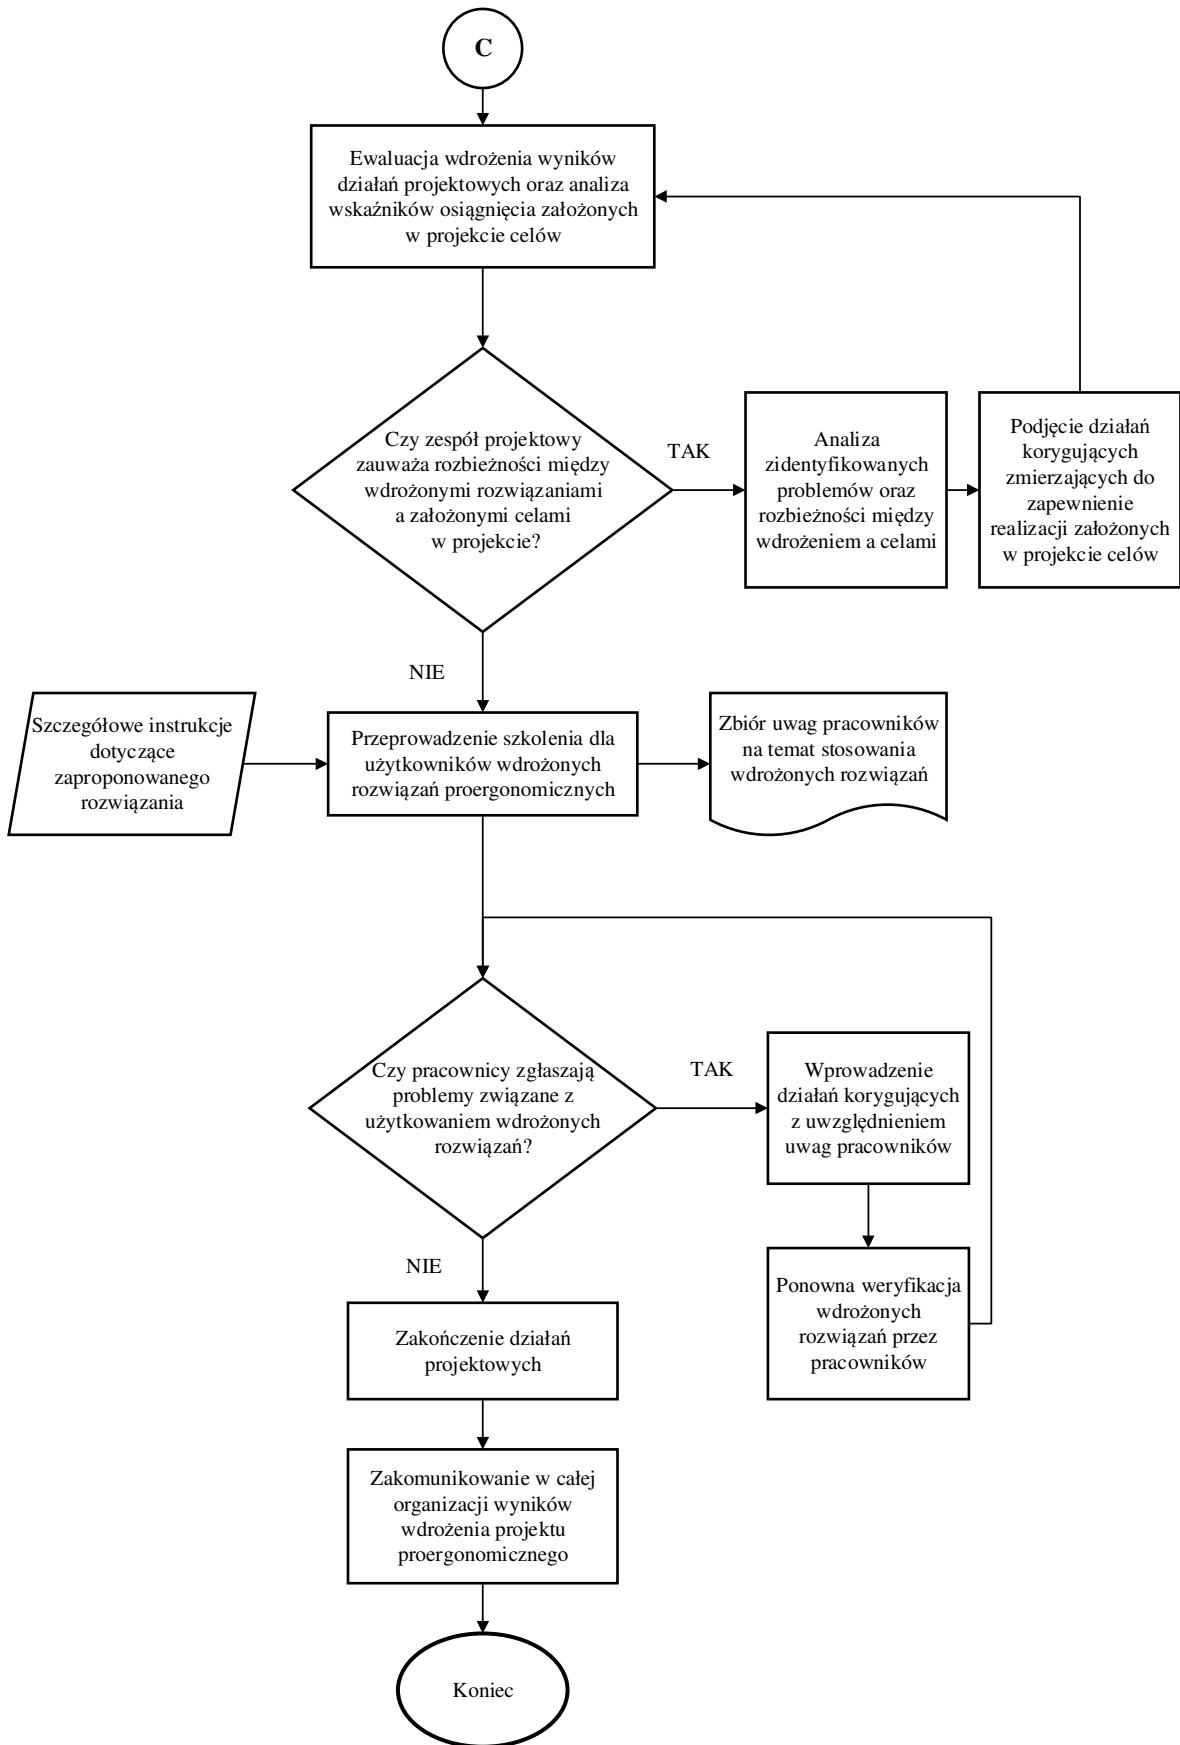 C
Ewaluacja wdrożenia wyników
działań projektowych oraz analiza
wskaźników osiągnięcia założonych
w projekcie celów
Czy zespół projektowy
zauważa rozbieżności między
wdrożonymi rozwiązaniami
a założonymi celami
w projekcie?
TAK
Analiza
zidentyfikowanych
problemów oraz
rozbieżności między
wdrożeniem a celami
Podjęcie działań
korygujących
zmierzających do
zapewnienie
realizacji założonych
w projekcie celów
NIE
Szczegółowe instrukcje
dotyczące
zaproponowanego
rozwiązania
Przeprowadzenie szkolenia dla
użytkowników wdrożonych
rozwiązań proergonomicznych
Zbiór uwag pracowników
na temat stosowania
wdrożonych rozwiązań
Czy pracownicy zgłaszają
problemy związane z
użytkowaniem wdrożonych
rozwiązań?
TAK
Wprowadzenie
działań korygujących
z uwzględnieniem
uwag pracowników
NIE
Ponowna weryfikacja
wdrożonych
rozwiązań przez
pracowników
Zakończenie działań
projektowych
Zakomunikowanie w całej
organizacji wyników
wdrożenia projektu
proergonomicznego
Koniec